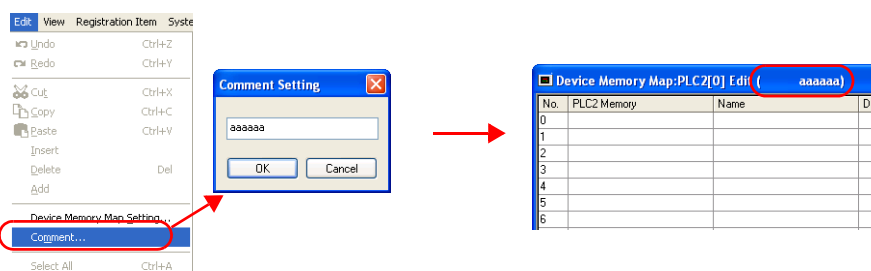 Edit View Registration Item Syste
Undo Ctrl+Z
Redo Ctrl+Y
Cut Ctrl+X
Copy Ctrl+C
Paste Ctrl+V
Insert
Delete Del
Add
Device Memory Map Setting...
Comment...
Select All Ctrl+A
Comment Setting
aaaaaa
OK Cancel
Device Memory Map:PLC2[0] Edit ( aaaaaa)
No. PLC2 Memory Name D
0
1
2
3
4
5
6